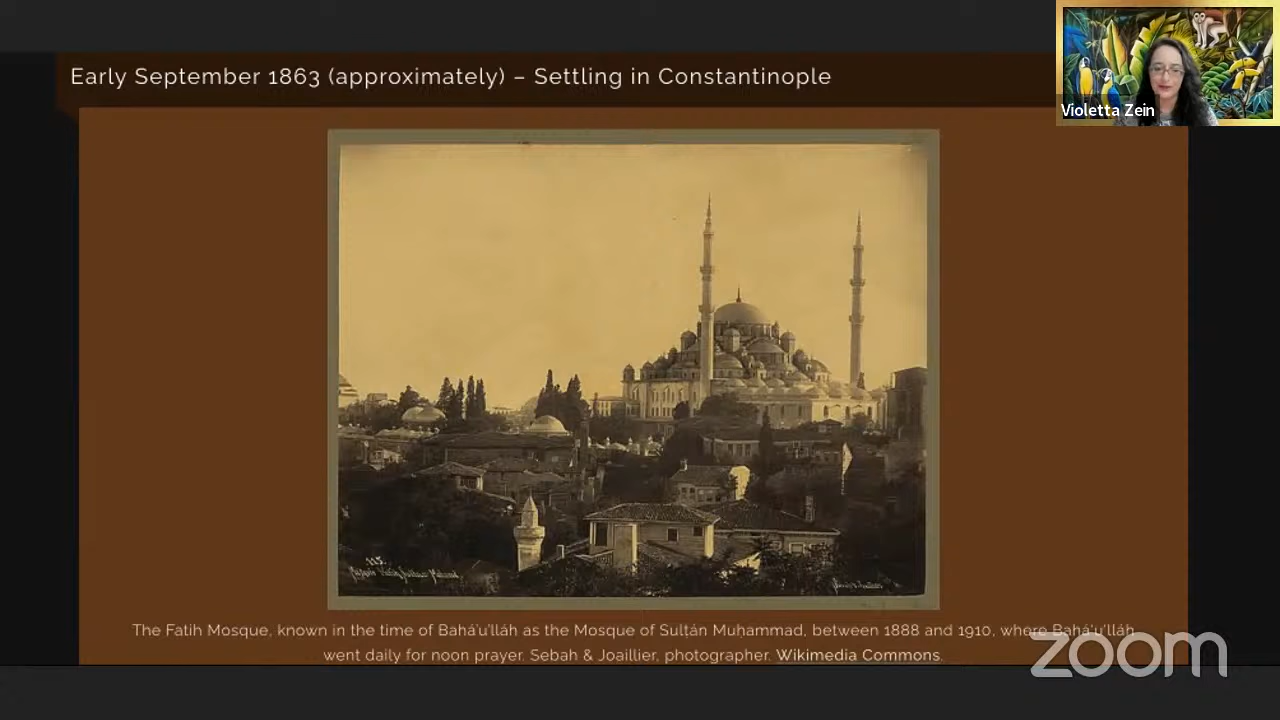 Early September 1863 (approximately) – Settling in Constantinople
Violetta Zein
115.
The Fatih Mosque, known in the time of Bahá'u'lláh as the Mosque of Sulṭán Muḥammad, between 1888 and 1910, where Bahá'u'lláh
went daily for noon prayer. Sebah & Joaillier, photographer. Wikimedia Commons.
zoom